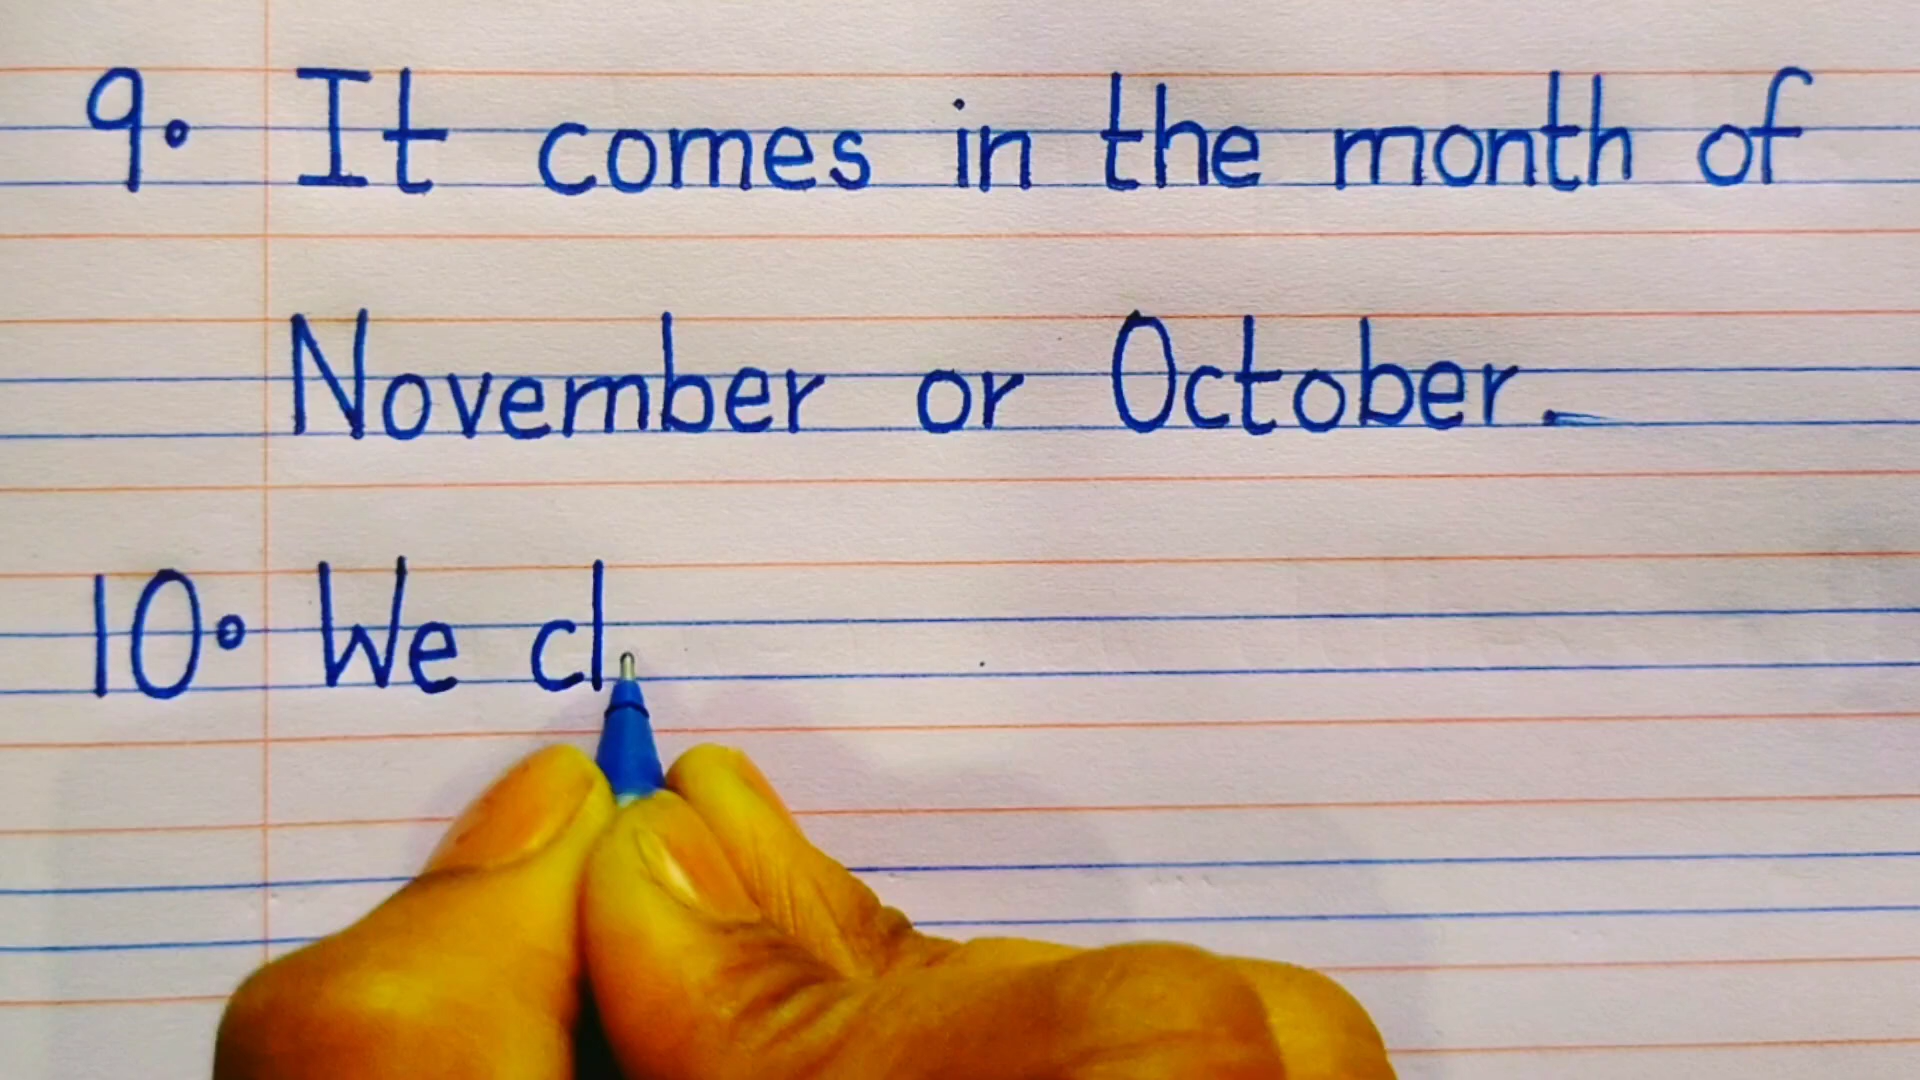 9. It comes in the month of
November or October.
10. We cl